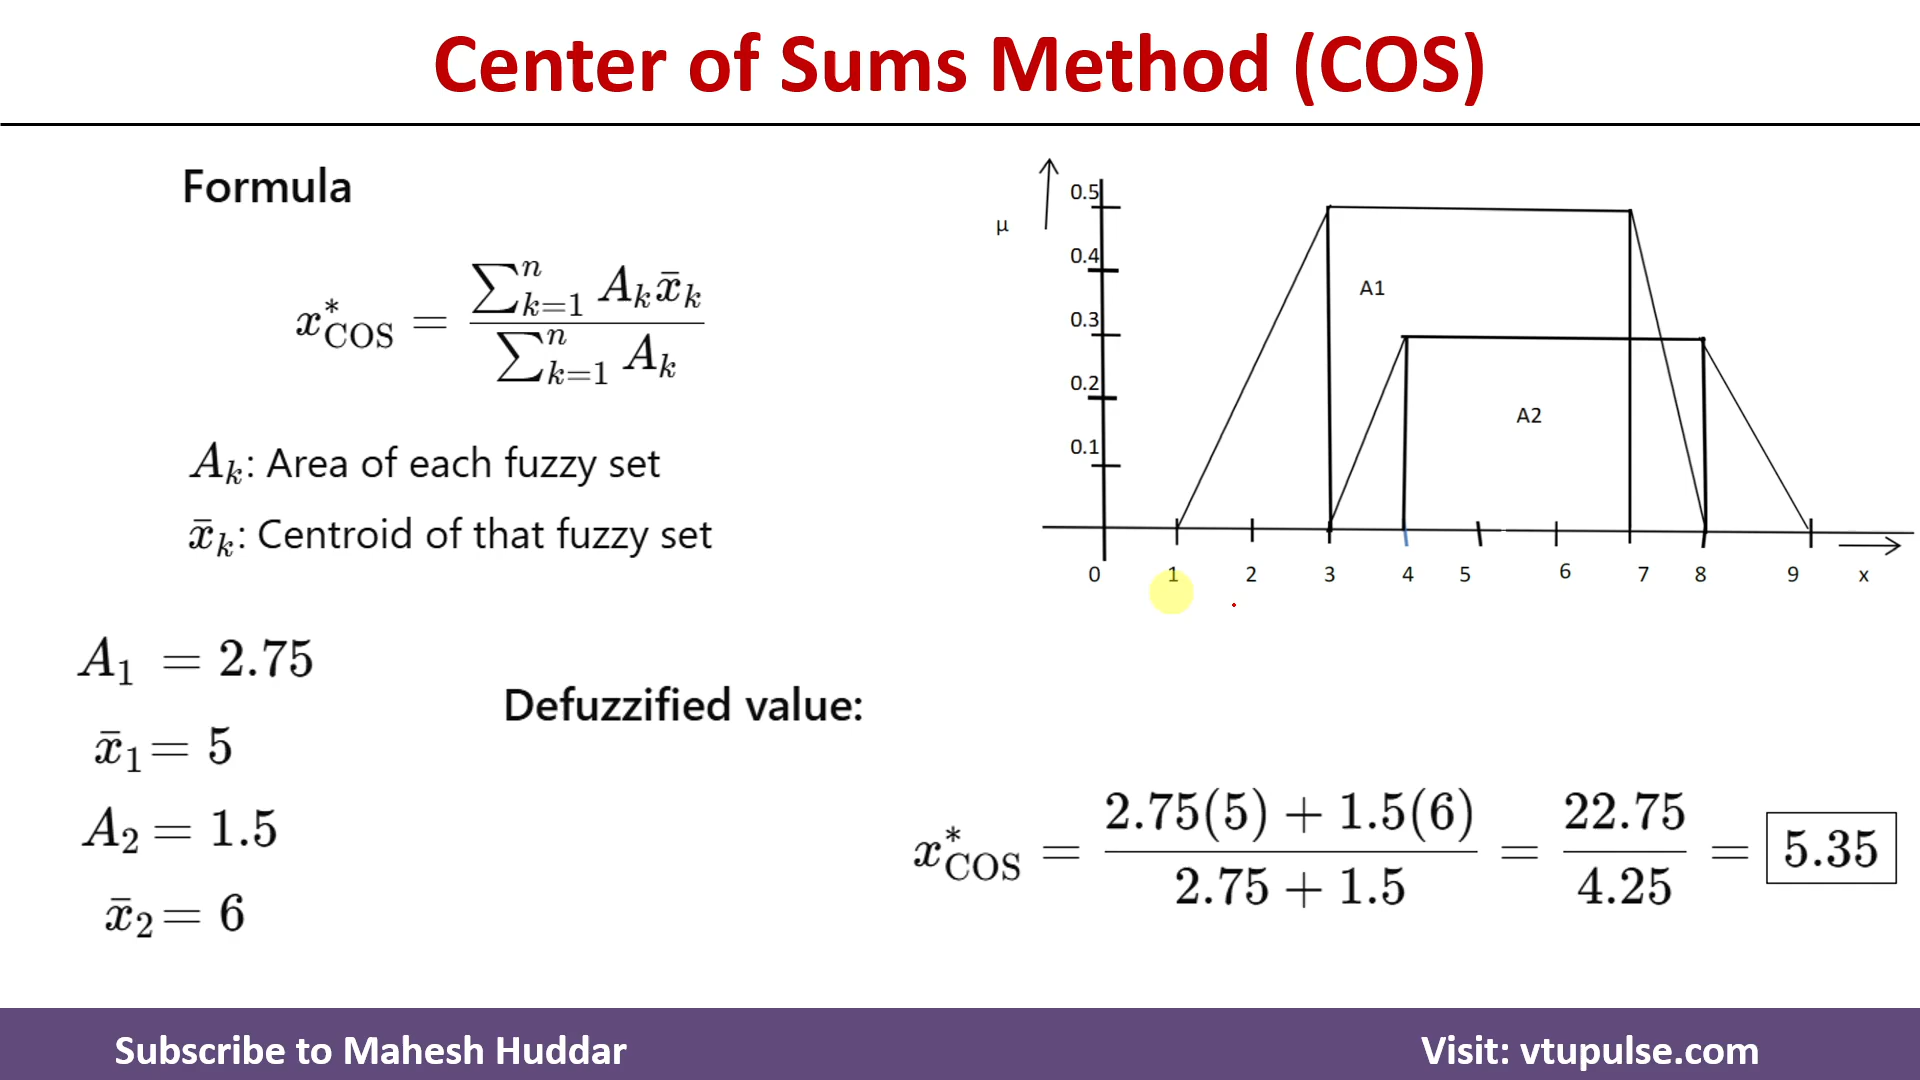 Center of Sums Method (COS)
Formula
x*COS = ∑ⁿk=1 Akx̄k / ∑ⁿk=1 Ak
Ak: Area of each fuzzy set
x̄k: Centroid of that fuzzy set
μ
0.5
0.4
A1
0.3
0.2
A2
0.1
0 1 2 3 4 5 6 7 8 9 x
A1 = 2.75
x̄1 = 5
A2 = 1.5
x̄2 = 6
Defuzzified value:
x*COS = 2.75(5) + 1.5(6) / 2.75 + 1.5 = 22.75 / 4.25 = 5.35
Subscribe to Mahesh Huddar
Visit: vtupulse.com